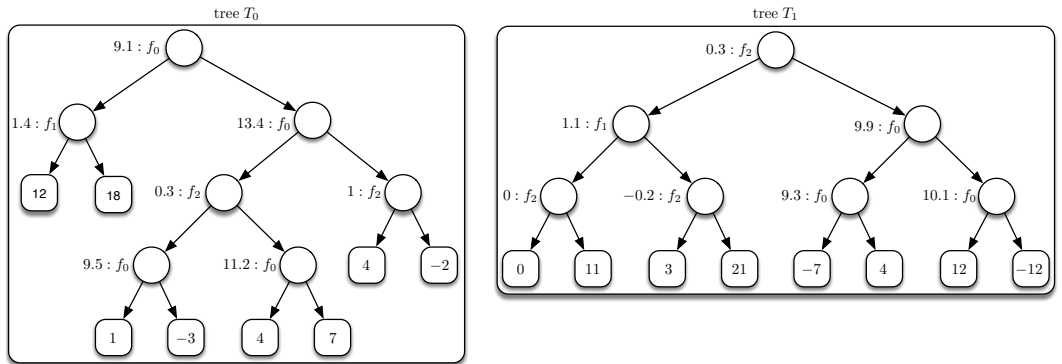 tree T₀
tree T₁
9.1 : f₀
0.3 : f₂
1.4 : f₁
13.4 : f₀
1.1 : f₁
9.9 : f₀
12
18
0.3 : f₂
1 : f₂
0 : f₂
−0.2 : f₂
9.3 : f₀
10.1 : f₀
9.5 : f₀
11.2 : f₀
4
−2
0
11
3
21
−7
4
12
−12
1
−3
4
7